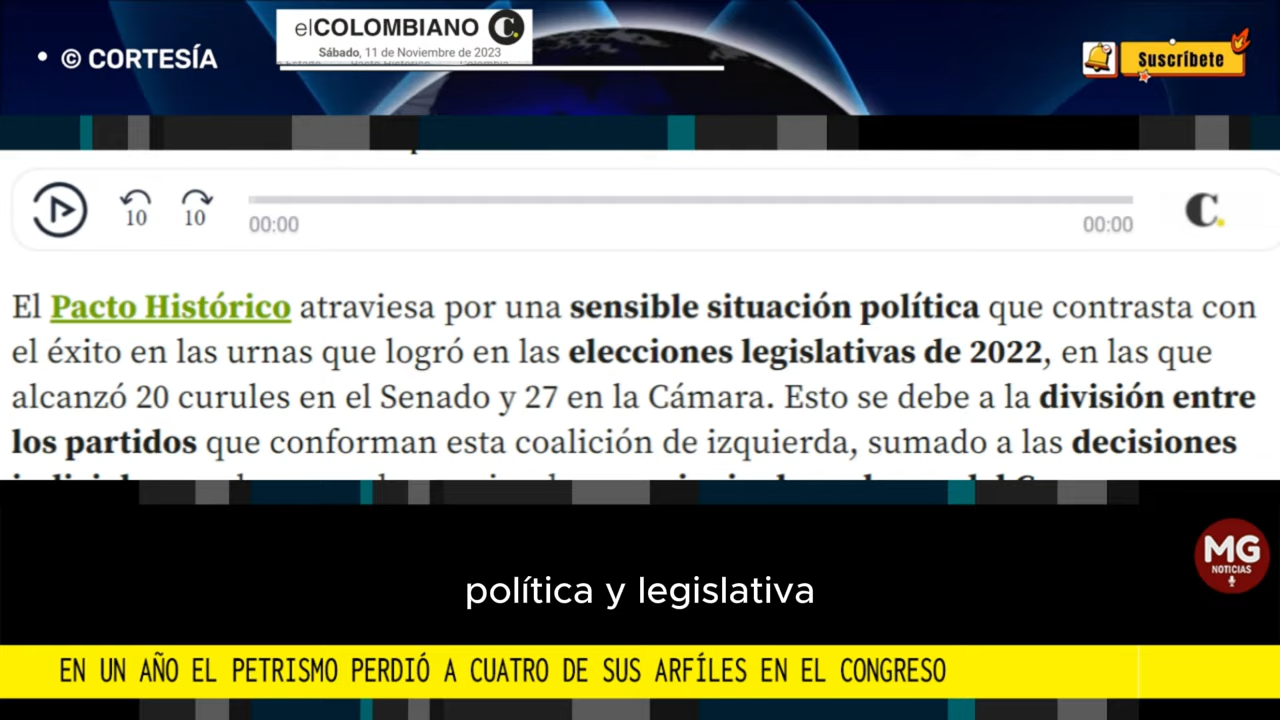 elCOLOMBIANO C.
Sábado, 11 de Noviembre de 2023
• © CORTESÍA
Suscríbete
10 10
00:00 00:00
C.
El Pacto Histórico atraviesa por una sensible situación política que contrasta con
el éxito en las urnas que logró en las elecciones legislativas de 2022, en las que
alcanzó 20 curules en el Senado y 27 en la Cámara. Esto se debe a la división entre
los partidos que conforman esta coalición de izquierda, sumado a las decisiones
MG
NOTICIAS
política y legislativa
EN UN AÑO EL PETRISMO PERDIÓ A CUATRO DE SUS ARFÍLES EN EL CONGRESO